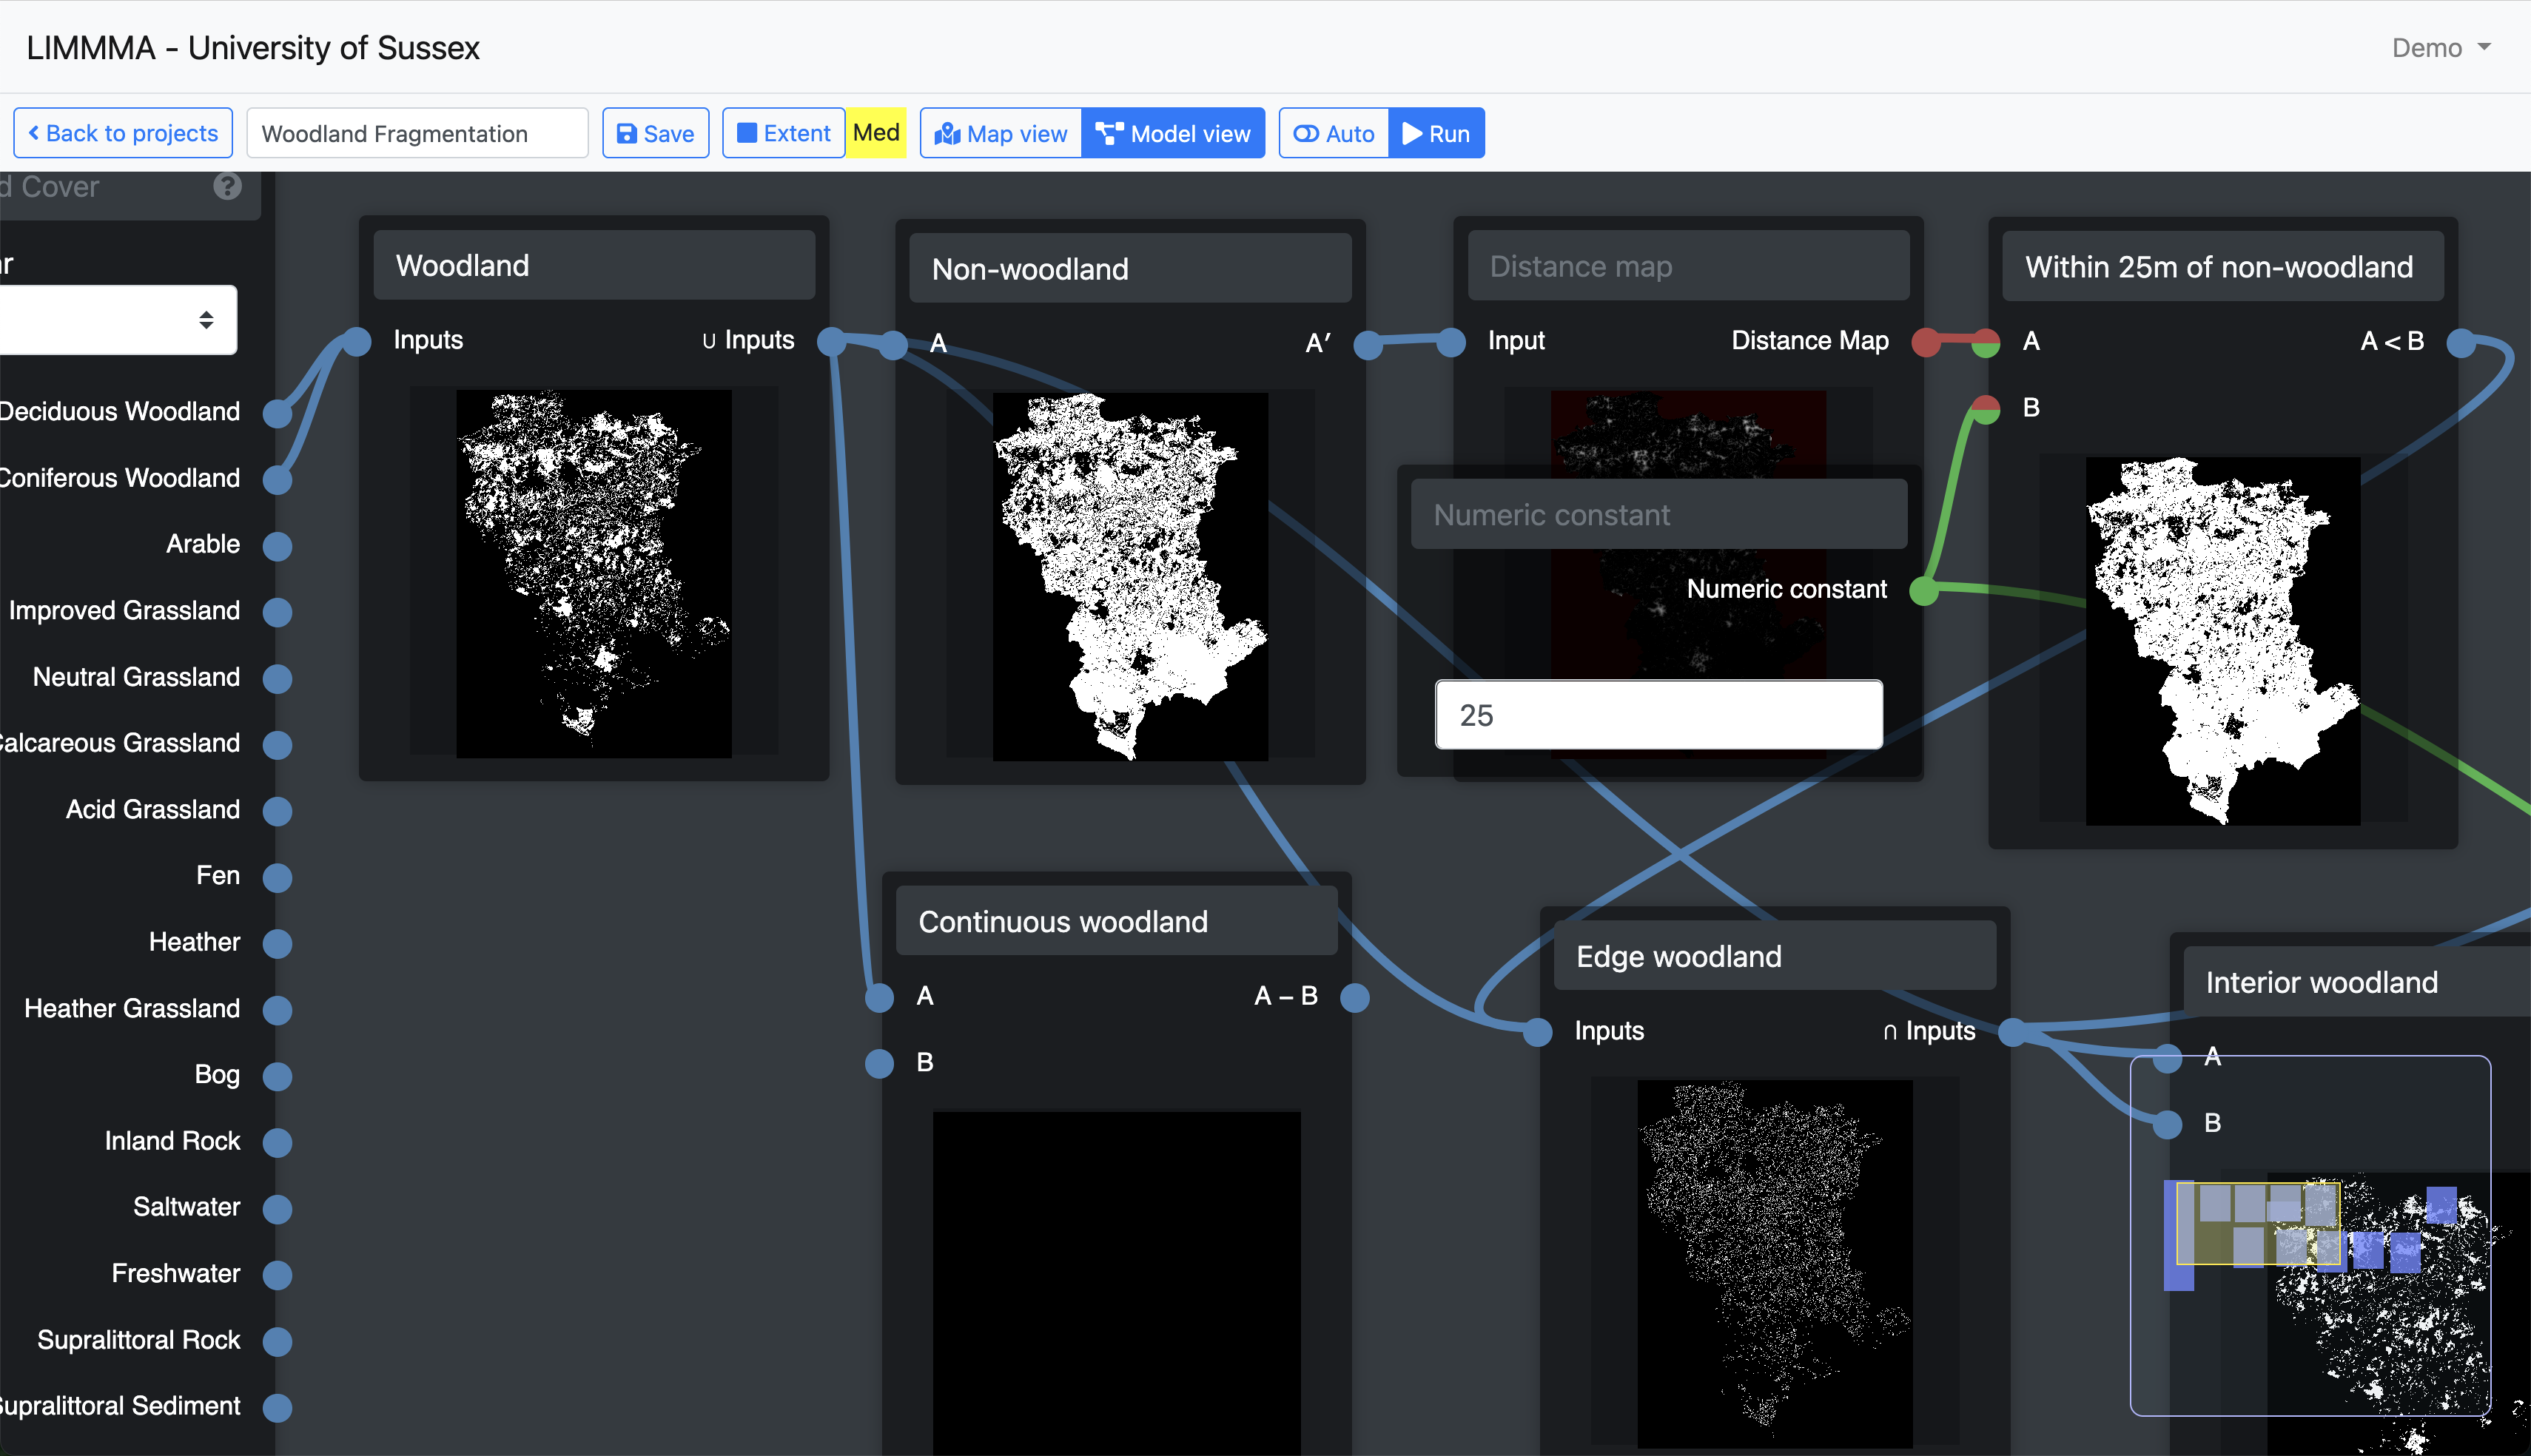 LIMMMA - University of Sussex
Demo
Back to projects
Woodland Fragmentation
Save
Extent
Med
Map view
Model view
Auto
Run
d Cover
?
r
Deciduous Woodland
Coniferous Woodland
Arable
Improved Grassland
Neutral Grassland
Calcareous Grassland
Acid Grassland
Fen
Heather
Heather Grassland
Bog
Inland Rock
Saltwater
Freshwater
Supralittoral Rock
Supralittoral Sediment
Woodland
Inputs
∪ Inputs
Non-woodland
A
A′
Distance map
Input
Distance Map
Numeric constant
Numeric constant
25
Within 25m of non-woodland
A
A < B
B
Continuous woodland
A
A – B
B
Edge woodland
Inputs
∩ Inputs
Interior woodland
A
B